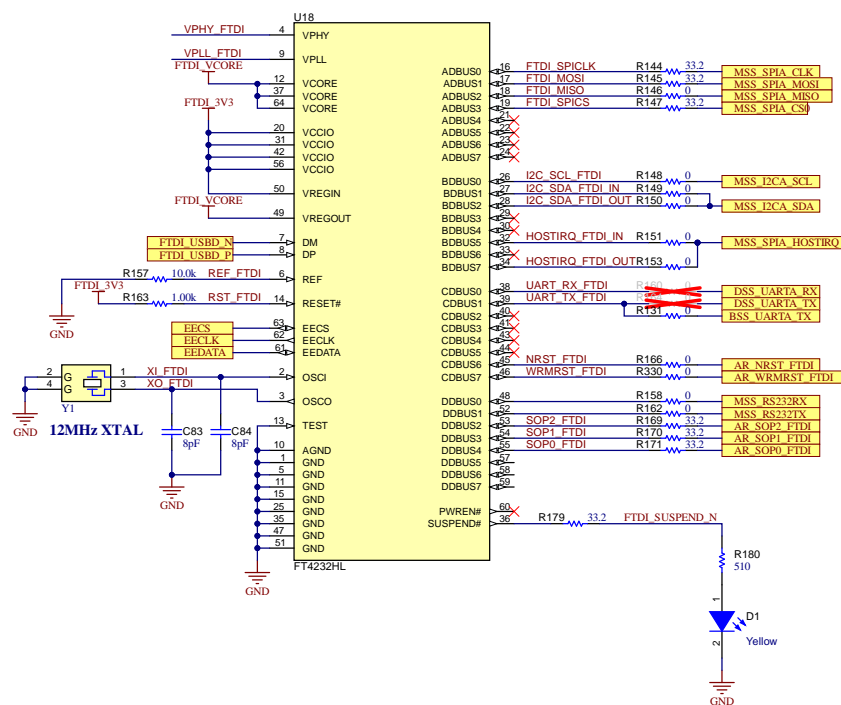 U18
VPHY_FTDI 4 VPHY
VPLL_FTDI 9 VPLL
FTDI_VCORE
12 VCORE
37 VCORE
64 VCORE
FTDI_3V3
20 VCCIO
31 VCCIO
42 VCCIO
56 VCCIO
50 VREGIN
FTDI_VCORE
49 VREGOUT
FTDI_USBD_N 7 DM
FTDI_USBD_P 8 DP
R157 10.0k REF_FTDI 6 REF
FTDI_3V3
R163 1.00k RST_FTDI 14 RESET#
GND
EECS 63 EECS
EECLK 62 EECLK
EEDATA 61 EEDATA
2 G 1 XI_FTDI 2 OSCI
4 G 3 XO_FTDI 3 OSCO
Y1
GND
12MHz XTAL
C83 8pF
C84 8pF
GND
13 TEST
10 AGND
1 GND
5 GND
11 GND
15 GND
25 GND
35 GND
47 GND
51 GND
GND
FT4232HL
ADBUS0 16 FTDI_SPICLK R144 33.2 MSS_SPIA_CLK
ADBUS1 17 FTDI_MOSI R145 33.2 MSS_SPIA_MOSI
ADBUS2 18 FTDI_MISO R146 0 MSS_SPIA_MISO
ADBUS3 19 FTDI_SPICS R147 33.2 MSS_SPIA_CS0
ADBUS4 21
ADBUS5 22
ADBUS6 23
ADBUS7 24
BDBUS0 26 I2C_SCL_FTDI R148 0 MSS_I2CA_SCL
BDBUS1 27 I2C_SDA_FTDI_IN R149 0
BDBUS2 28 I2C_SDA_FTDI_OUT R150 0 MSS_I2CA_SDA
BDBUS3 29
BDBUS4 30
BDBUS5 32 HOSTIRQ_FTDI_IN R151 0 MSS_SPIA_HOSTIRQ
BDBUS6 33
BDBUS7 34 HOSTIRQ_FTDI_OUT R153 0
CDBUS0 38 UART_RX_FTDI R160 0 DSS_UARTA_RX
CDBUS1 39 UART_TX_FTDI DSS_UARTA_TX
CDBUS2 40 R131 0 BSS_UARTA_TX
CDBUS3 41
CDBUS4 43
CDBUS5 44
CDBUS6 45 NRST_FTDI R166 0 AR_NRST_FTDI
CDBUS7 46 WRMRST_FTDI R330 0 AR_WRMRST_FTDI
DDBUS0 48 R158 0 MSS_RS232RX
DDBUS1 52 R162 0 MSS_RS232TX
DDBUS2 53 SOP2_FTDI R169 33.2 AR_SOP2_FTDI
DDBUS3 54 SOP1_FTDI R170 33.2 AR_SOP1_FTDI
DDBUS4 55 SOP0_FTDI R171 33.2 AR_SOP0_FTDI
DDBUS5 57
DDBUS6 58
DDBUS7 59
PWREN# 60
SUSPEND# 36 R179 33.2 FTDI_SUSPEND_N
R180
510
1
D1
2
Yellow
GND